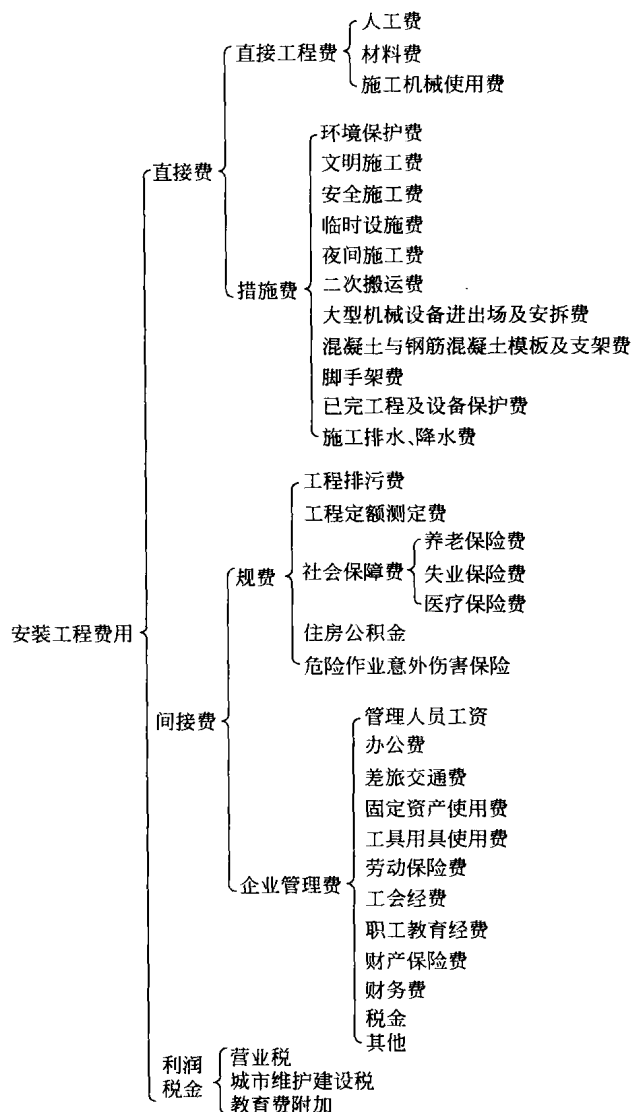 安装工程费用
直接费
直接工程费
人工费
材料费
施工机械使用费
措施费
环境保护费
文明施工费
安全施工费
临时设施费
夜间施工费
二次搬运费
大型机械设备进出场及安拆费
混凝土与钢筋混凝土模板及支架费
脚手架费
已完工程及设备保护费
施工排水、降水费
间接费
规费
工程排污费
工程定额测定费
社会保障费
养老保险费
失业保险费
医疗保险费
住房公积金
危险作业意外伤害保险
企业管理费
管理人员工资
办公费
差旅交通费
固定资产使用费
工具用具使用费
劳动保险费
工会经费
职工教育经费
财产保险费
财务费
税金
其他
利润
税金
营业税
城市维护建设税
教育费附加